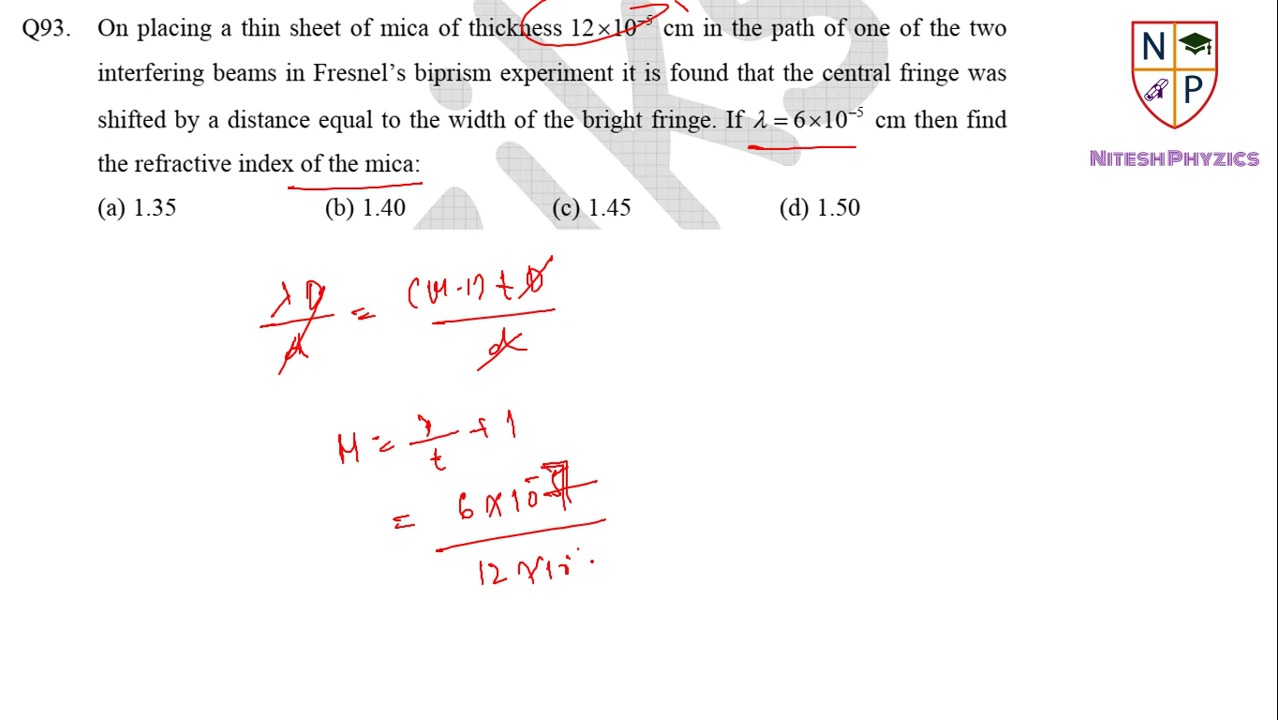 Q93. On placing a thin sheet of mica of thickness 12×10⁻⁵ cm in the path of one of the two
interfering beams in Fresnel's biprism experiment it is found that the central fringe was
shifted by a distance equal to the width of the bright fringe. If λ = 6×10⁻⁵ cm then find
the refractive index of the mica:
(a) 1.35 (b) 1.40 (c) 1.45 (d) 1.50
N P
NITESH PHYZICS
λD/d = (μ-1) t D/d
μ = λ/t + 1
= 6×10⁻⁵/12×10